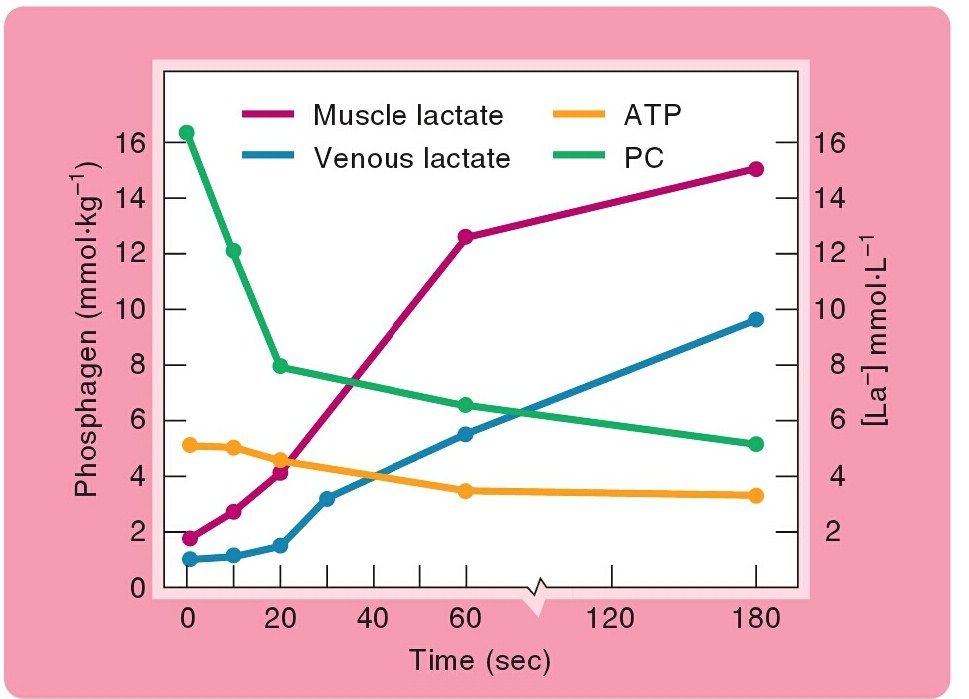 Muscle lactate
ATP
Venous lactate
PC
Phosphagen (mmol·kg⁻¹)
16
14
12
10
8
6
4
2
0
16
14
12
10
8
6
4
2
[La⁻] mmol·L⁻¹
0 20 40 60 120 180
Time (sec)